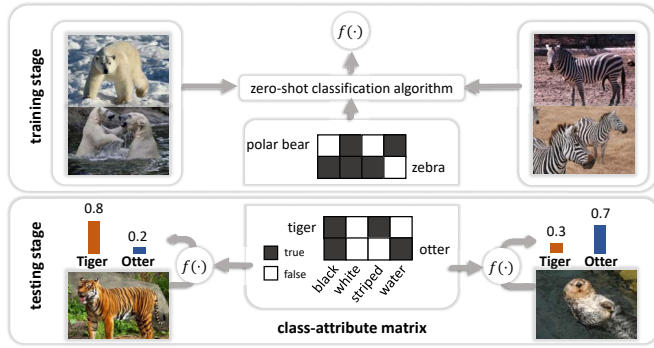 f(·)
training stage
zero-shot classification algorithm
polar bear
zebra
testing stage
0.8
0.2
Tiger Otter
f(·)
tiger
otter
true
false
black
white
striped
water
class-attribute matrix
f(·)
0.3
0.7
Tiger Otter